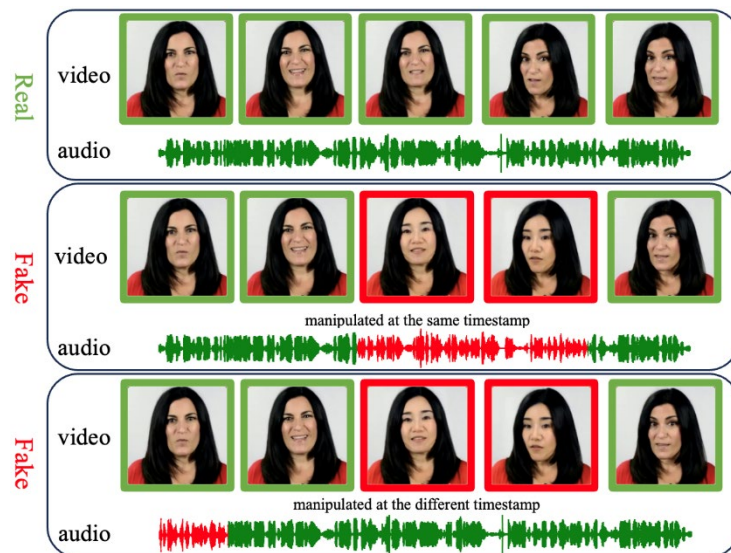 Real
video
audio
Fake
video
manipulated at the same timestamp
audio
Fake
video
manipulated at the different timestamp
audio